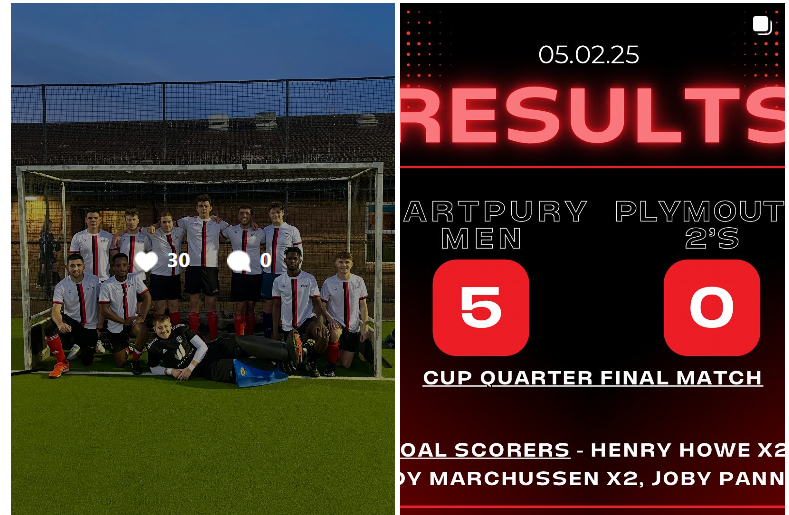 30
0
05.02.25
RESULTS
ARTPURY
MEN
PLYMOUT
2'S
5
0
CUP QUARTER FINAL MATCH
OAL SCORERS - HENRY HOWE X2
DY MARCHUSSEN X2, JOBY PANN